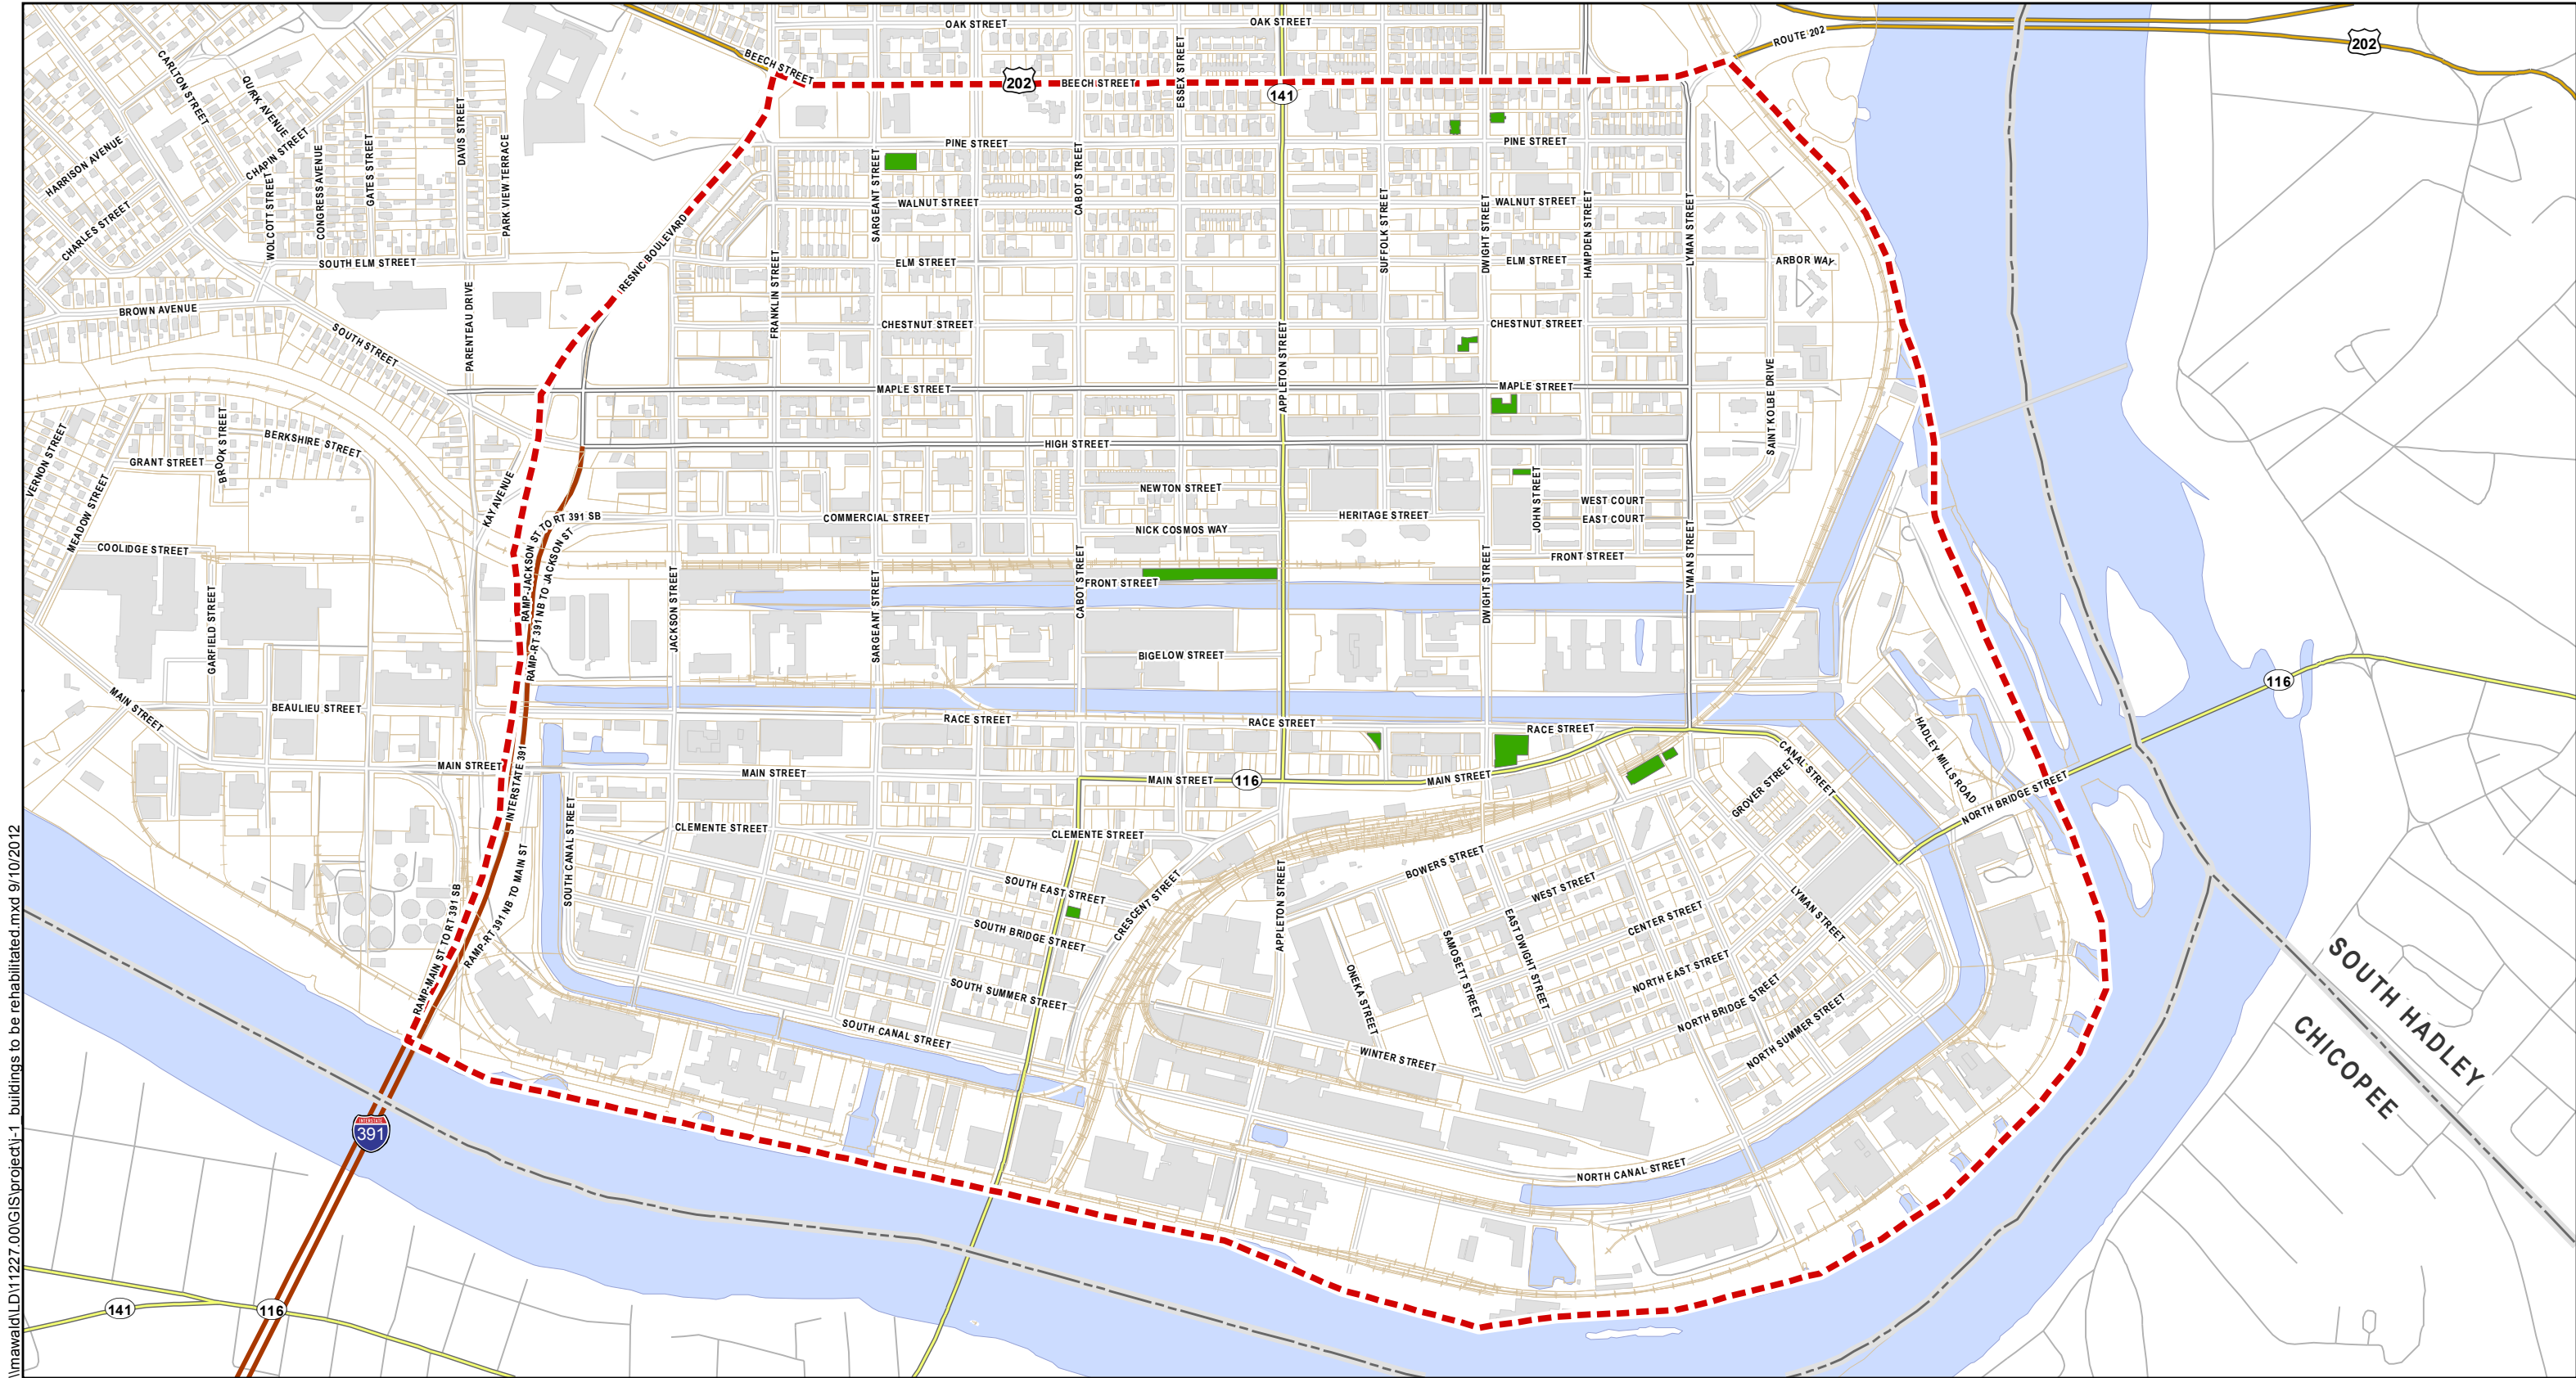 OAK STREET
OAK STREET
BEECH STREET
202
BEECH STREET
ESSEX STREET
141
ROUTE 202
202
CARLTON STREET
QUIRK AVENUE
CHAPIN STREET
HARRISON AVENUE
CHARLES STREET
WOLCOTT STREET
CONGRESS AVENUE
GATES STREET
DAVIS STREET
PARK VIEW TERRACE
PINE STREET
PINE STREET
SARGEANT STREET
CABOT STREET
WALNUT STREET
WALNUT STREET
SUFFOLK STREET
DWIGHT STREET
HAMPDEN STREET
LYMAN STREET
RESNIC BOULEVARD
FRANKLIN STREET
SOUTH ELM STREET
ELM STREET
ELM STREET
ARBOR WAY
BROWN AVENUE
SOUTH STREET
PARENTEAU DRIVE
CHESTNUT STREET
CHESTNUT STREET
APPLETON STREET
MAPLE STREET
MAPLE STREET
SAINT KOLBE DRIVE
VERNON STREET
MEADOW STREET
GRANT STREET
BROOK STREET
BERKSHIRE STREET
KAY AVENUE
HIGH STREET
NEWTON STREET
COMMERCIAL STREET
NICK COSMOS WAY
HERITAGE STREET
JOHN STREET
WEST COURT
EAST COURT
FRONT STREET
COOLIDGE STREET
GARFIELD STREET
RAMP-JACKSON ST TO RT 391 SB
RAMP-RT 391 NB TO JACKSON ST
JACKSON STREET
SARGEANT STREET
CABOT STREET
FRONT STREET
DWIGHT STREET
LYMAN STREET
BIGELOW STREET
MAIN STREET
BEAULIEU STREET
RACE STREET
RACE STREET
RACE STREET
116
HADLEY MILLS ROAD
CANAL STREET
GROVER STREET
NORTH BRIDGE STREET
MAIN STREET
INTERSTATE 391
MAIN STREET
MAIN STREET
116
MAIN STREET
SOUTH CANAL STREET
CLEMENTE STREET
CLEMENTE STREET
RAMP-MAIN ST TO RT 391 SB
RAMP-RT 391 NB TO MAIN ST
SOUTH EAST STREET
SOUTH BRIDGE STREET
CRESCENT STREET
SOUTH SUMMER STREET
SOUTH CANAL STREET
APPLETON STREET
BOWERS STREET
WEST STREET
CENTER STREET
LYMAN STREET
ONEKA STREET
SAMOSETT STREET
EAST DWIGHT STREET
NORTH EAST STREET
NORTH BRIDGE STREET
NORTH SUMMER STREET
WINTER STREET
NORTH CANAL STREET
SOUTH HADLEY
CHICOPEE
INTERSTATE
391
141
116
\\mawald\LD\11227.00\GIS\project\i-1 buildings to be rehabilitated.mxd 9/10/2012